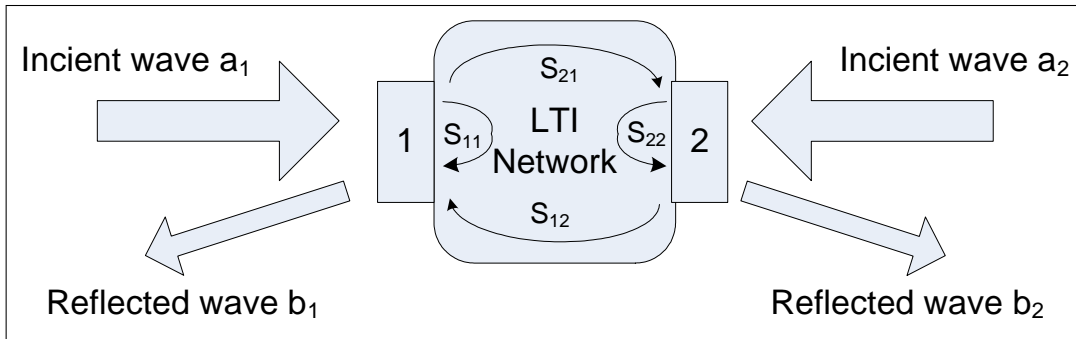 Incient wave a₁
Incient wave a₂
S₂₁
1
S₁₁
LTI
Network
S₂₂
2
S₁₂
Reflected wave b₁
Reflected wave b₂